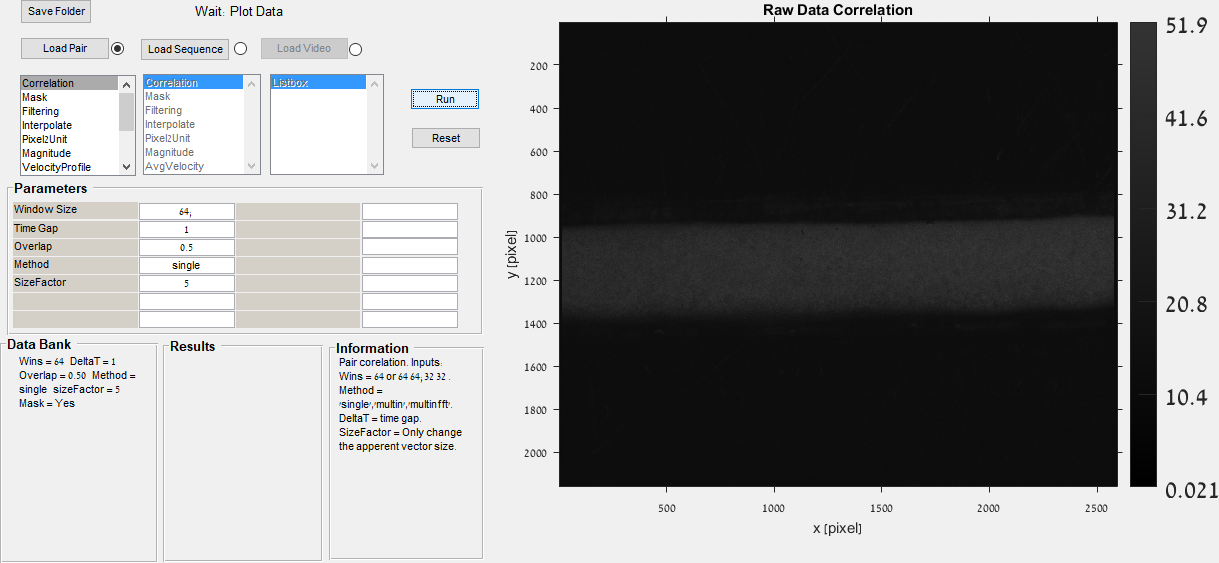 Save Folder
Wait: Plot Data
Load Pair
Load Sequence
Load Video
Correlation
Mask
Filtering
Interpolate
Pixel2Unit
Magnitude
VelocityProfile
Correlation
Mask
Filtering
Interpolate
Pixel2Unit
Magnitude
AvgVelocity
Listbox
Run
Reset
Parameters
Window Size 64;
Time Gap 1
Overlap 0.5
Method single
SizeFactor 5
Data Bank
Wins = 64 DeltaT = 1
Overlap = 0.50 Method =
single sizeFactor = 5
Mask = Yes
Results
Information
Pair corelation. Inputs:
Wins = 64 or 64 64; 32 32 .
Method =
'single','multin','multinfft'.
DeltaT = time gap.
SizeFactor = Only change
the apperent vector size.
Raw Data Correlation
200
400
600
800
1000
1200
1400
1600
1800
2000
y [pixel]
500 1000 1500 2000 2500
x [pixel]
51.9
41.6
31.2
20.8
10.4
0.021